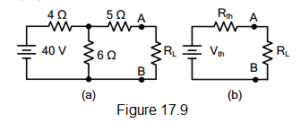 4 Ω 5 Ω A
40 V 6 Ω RL
B
(a)
Rth A
Vth RL
B
(b)
Figure 17.9